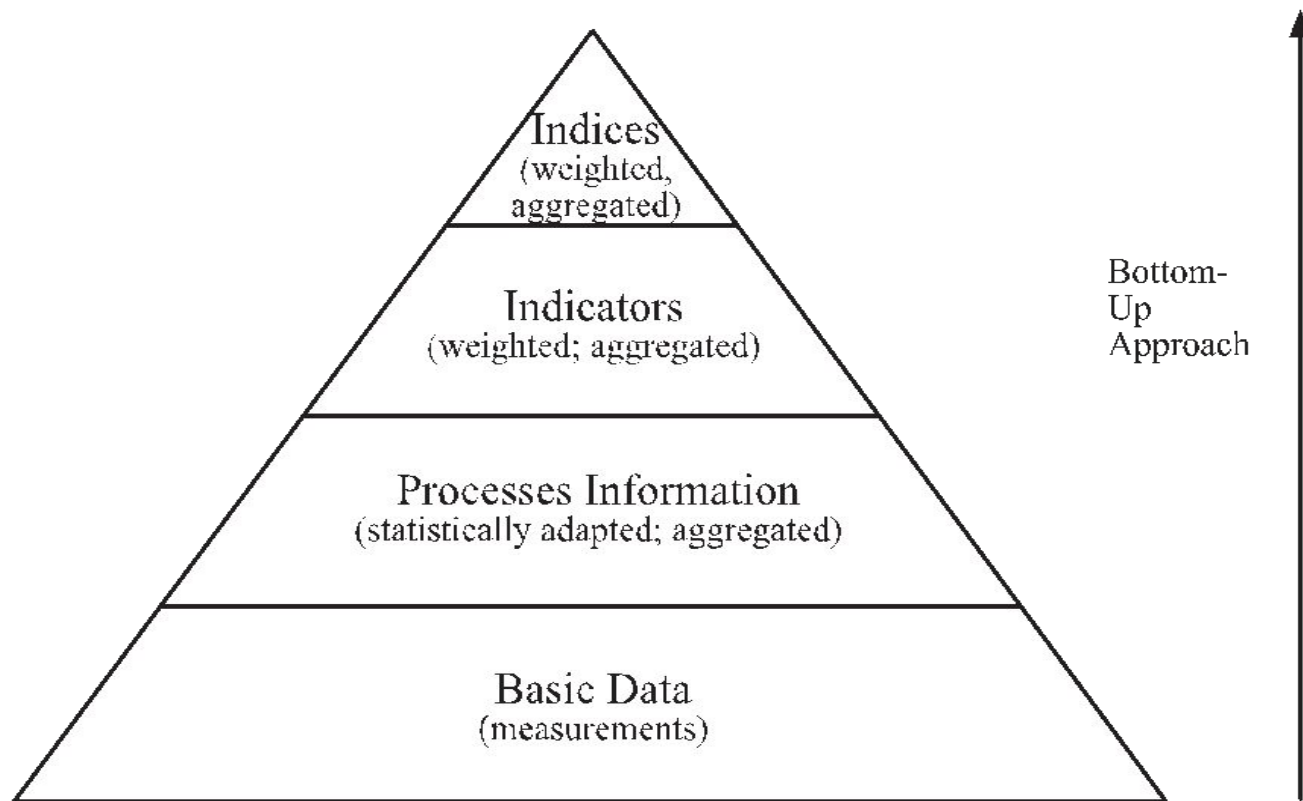 Indices
(weighted,
aggregated)
Indicators
(weighted; aggregated)
Bottom-
Up
Approach
Processes Information
(statistically adapted; aggregated)
Basic Data
(measurements)